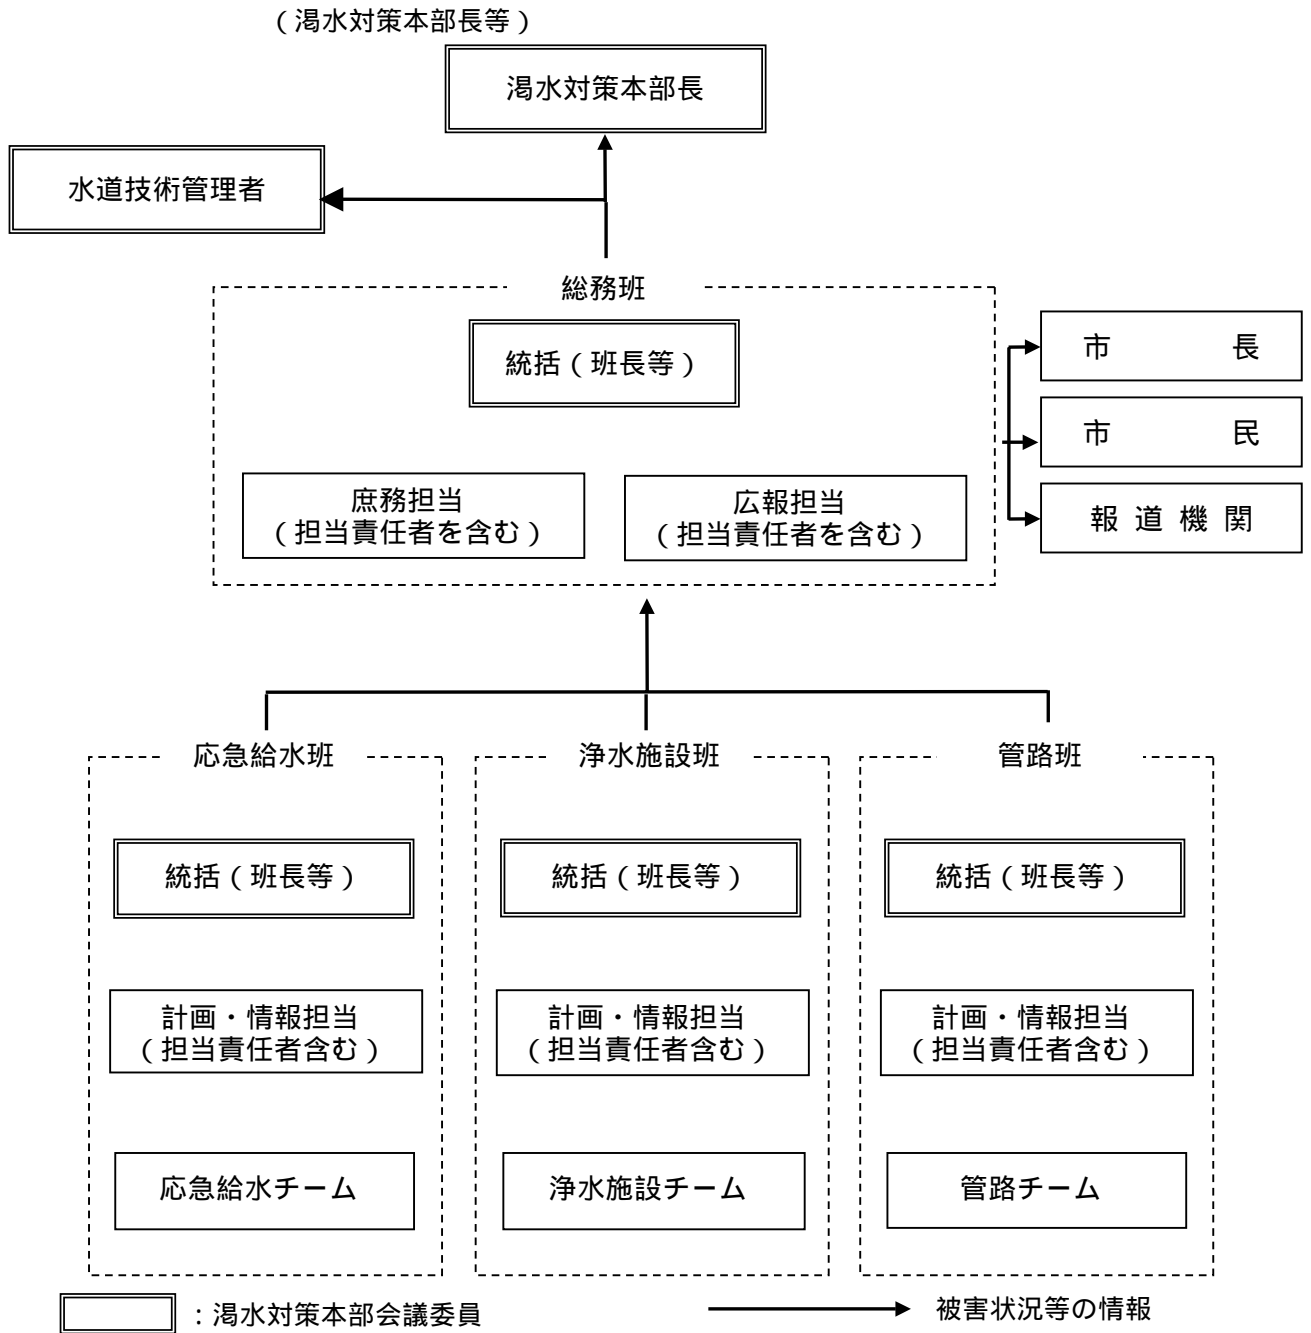 （渇水対策本部長等）
渇水対策本部長
水道技術管理者
総務班
統括（班長等）
庶務担当
（担当責任者を含む）
広報担当
（担当責任者を含む）
市　　　　長
市　　　　民
報 道 機 関
応急給水班
統括（班長等）
計画・情報担当
（担当責任者含む）
応急給水チーム
浄水施設班
統括（班長等）
計画・情報担当
（担当責任者含む）
浄水施設チーム
管路班
統括（班長等）
計画・情報担当
（担当責任者含む）
管路チーム
：渇水対策本部会議委員
被害状況等の情報